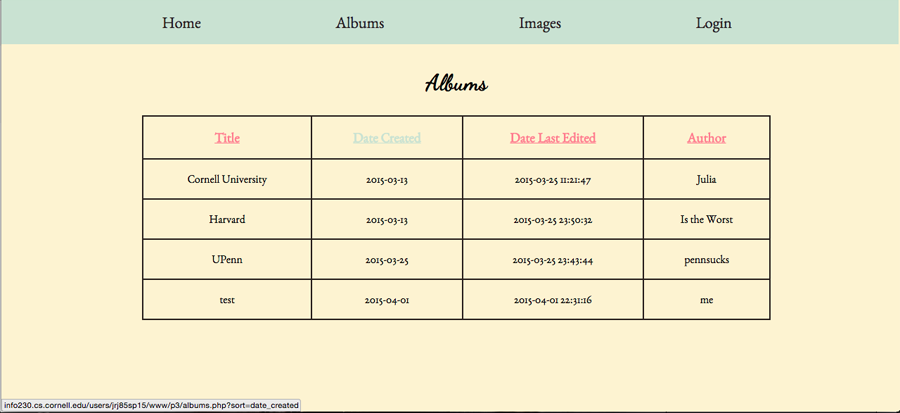 Home Albums Images Login
Albums
Title Date Created Date Last Edited Author
Cornell University 2015-03-13 2015-03-25 11:21:47 Julia
Harvard 2015-03-13 2015-03-25 23:50:32 Is the Worst
UPenn 2015-03-25 2015-03-25 23:43:44 pennsucks
test 2015-04-01 2015-04-01 22:31:16 me
info230.cs.cornell.edu/users/jrj85sp15/www/p3/albums.php?sort=date_created